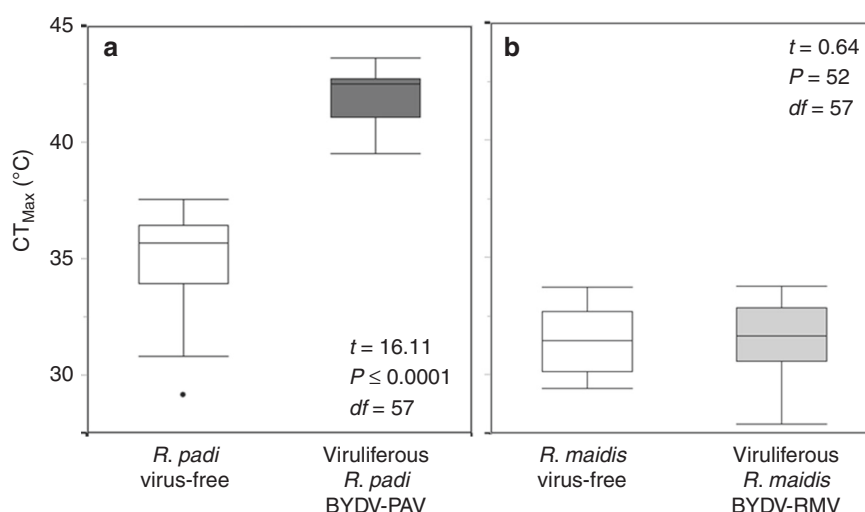 a
b
45
40
35
30
CT_Max (°C)
t = 16.11
P ≤ 0.0001
df = 57
t = 0.64
P = 52
df = 57
R. padi
virus-free
Viruliferous
R. padi
BYDV-PAV
R. maidis
virus-free
Viruliferous
R. maidis
BYDV-RMV